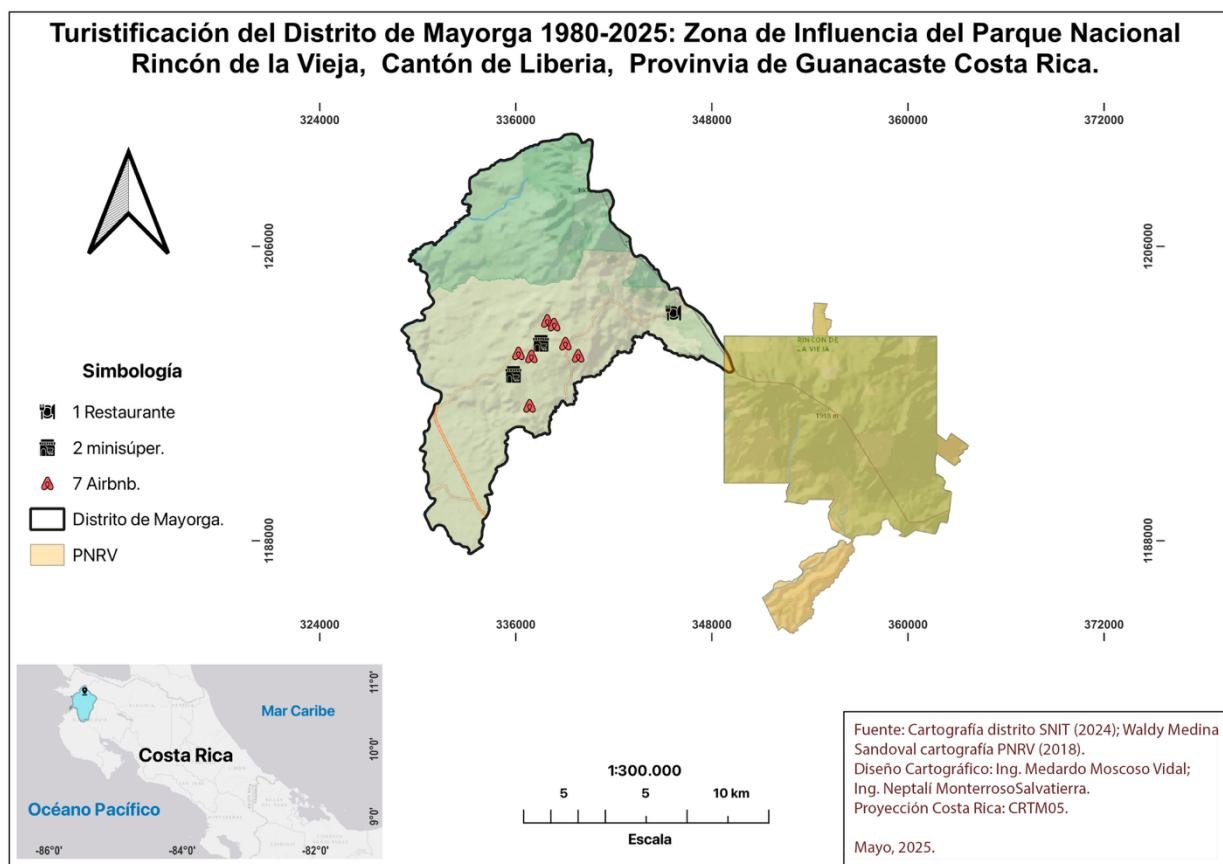 Turistificación del Distrito de Mayorga 1980-2025: Zona de Influencia del Parque Nacional
Rincón de la Vieja, Cantón de Liberia, Provinvia de Guanacaste Costa Rica.
324000
336000
348000
360000
372000
1206000
1206000
RINCON DE
LA VIEJA
Simbología
1 Restaurante
2 minisúper.
7 Airbnb.
Distrito de Mayorga.
PNRV
1188000
1188000
324000
336000
348000
360000
372000
11°0'
10°0'
9°0'
Mar Caribe
Costa Rica
Océano Pacífico
-86°0'
-84°0'
-82°0'
1:300.000
5 5 10 km
Escala
Fuente: Cartografía distrito SNIT (2024); Waldy Medina
Sandoval cartografía PNRV (2018).
Diseño Cartográfico: Ing. Medardo Moscoso Vidal;
Ing. Neptalí MonterrosoSalvatierra.
Proyección Costa Rica: CRTM05.
Mayo, 2025.